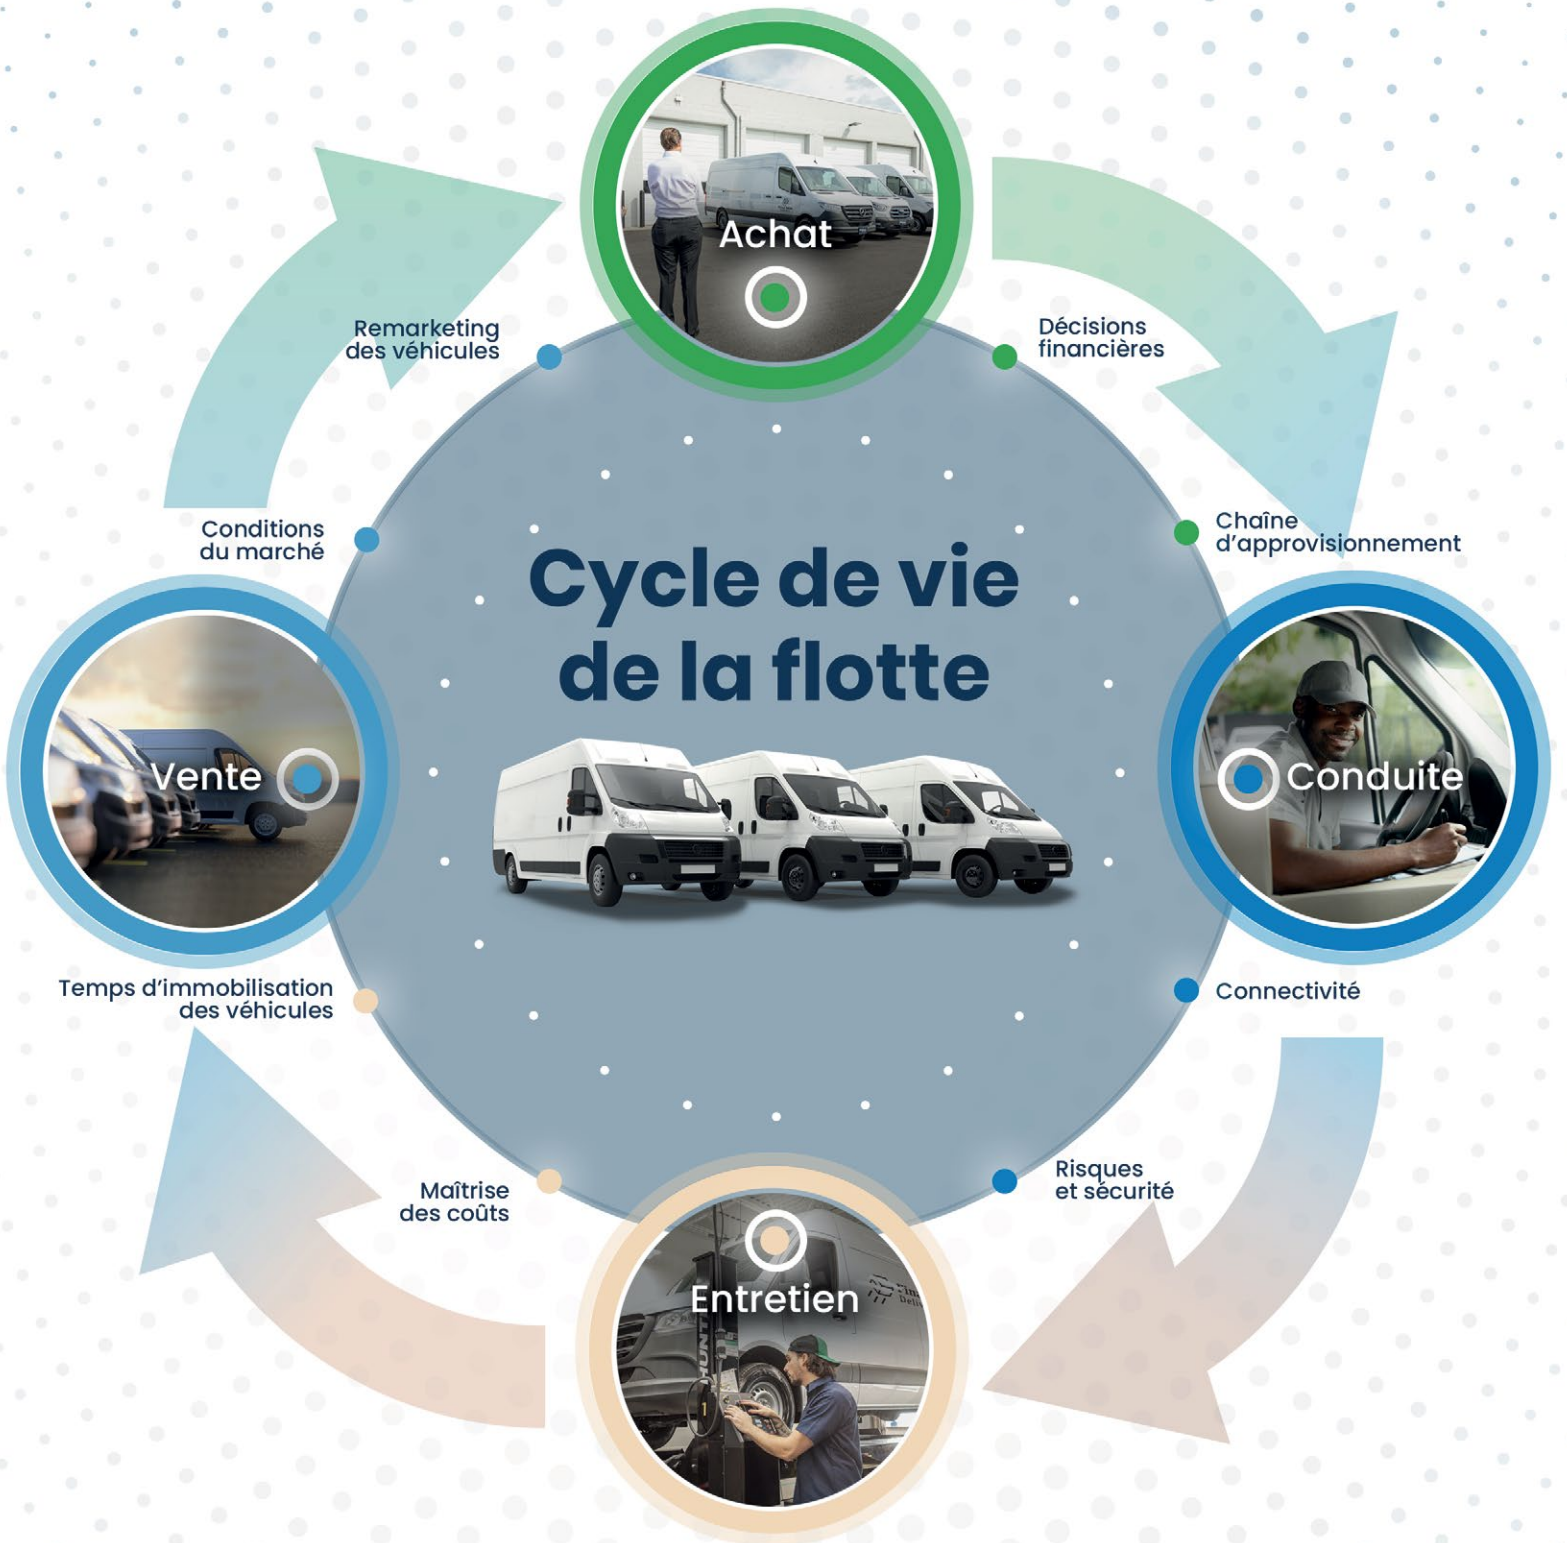 Achat
Remarketing
des véhicules
Décisions
financières
Conditions
du marché
Chaîne
d'approvisionnement
Cycle de vie
de la flotte
Vente
Conduite
Temps d'immobilisation
des véhicules
Connectivité
Maîtrise
des coûts
Risques
et sécurité
Entretien
HUNT